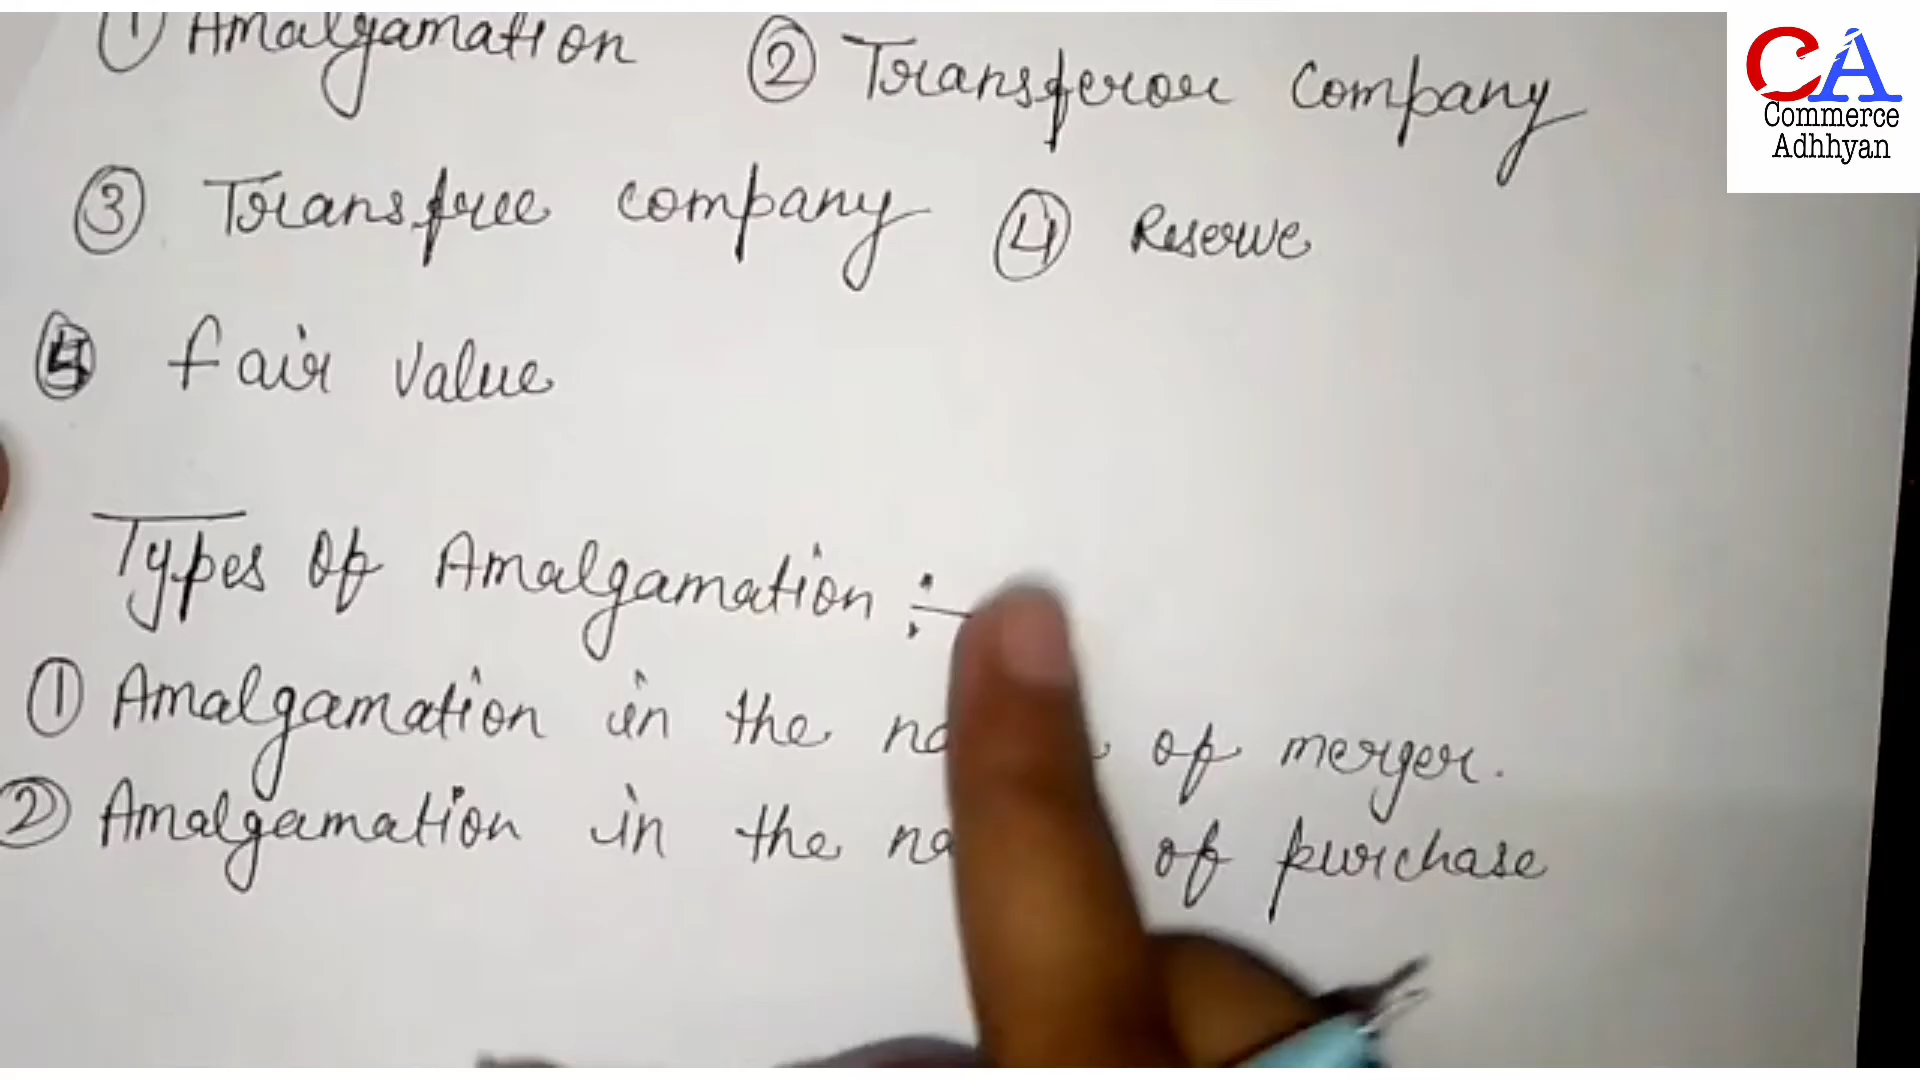 ① Amalgamation ② Transferor Company
③ Transfree company ④ Reserve
5 fair value
Types of Amalgamation :-
① Amalgamation in the of merger.
② Amalgamation in the of purchase
CA
Commerce
Adhhyan